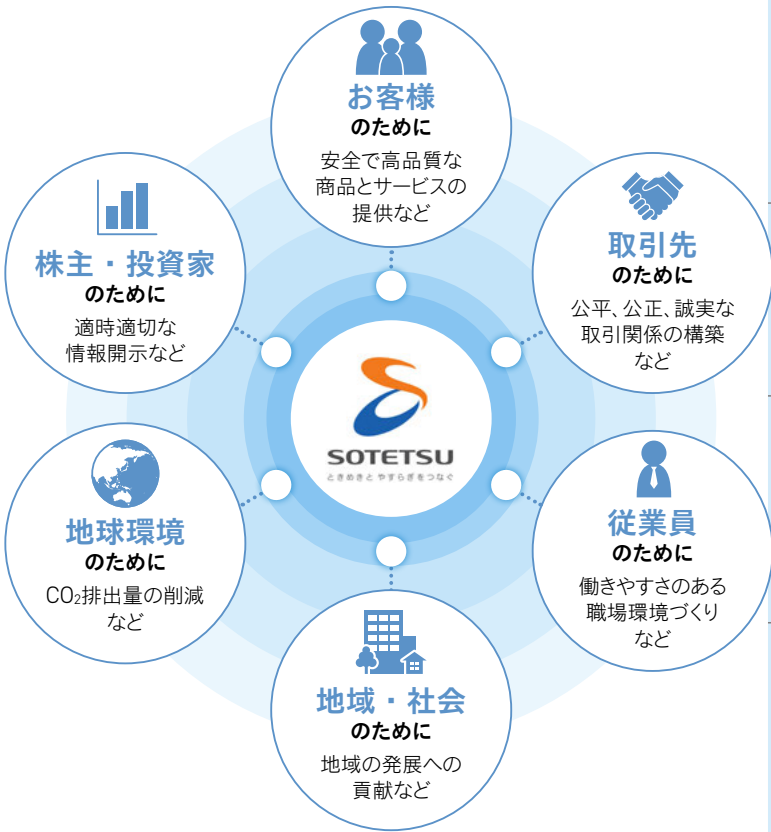 お客様
のために
安全で高品質な
商品とサービスの
提供など
取引先
のために
公平、公正、誠実な
取引関係の構築
など
従業員
のために
働きやすさのある
職場環境づくり
など
地域・社会
のために
地域の発展への
貢献など
地球環境
のために
CO₂排出量の削減
など
株主・投資家
のために
適時適切な
情報開示など
SOTETSU
ときめきと やすらぎをつなぐ